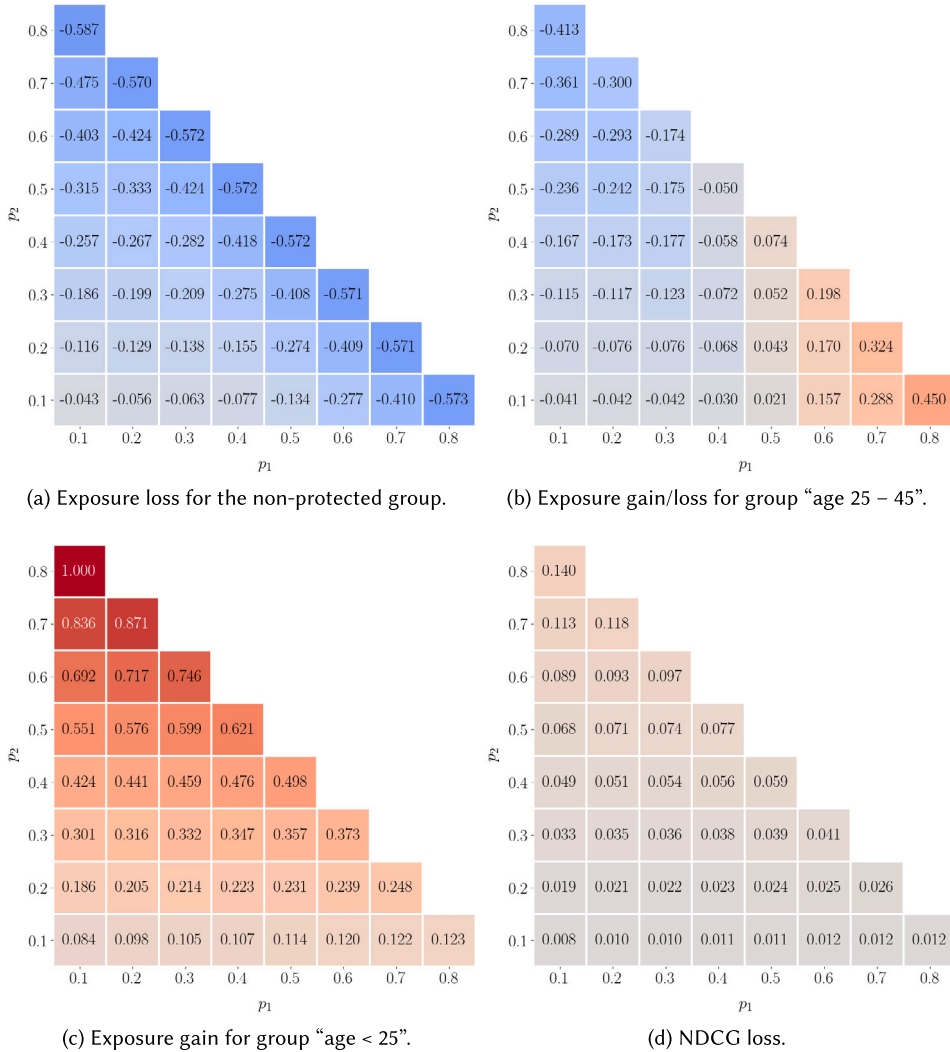 0.8 -0.587
0.7 -0.475 -0.570
0.6 -0.403 -0.424 -0.572
0.5 -0.315 -0.333 -0.424 -0.572
p2
0.4 -0.257 -0.267 -0.282 -0.418 -0.572
0.3 -0.186 -0.199 -0.209 -0.275 -0.408 -0.571
0.2 -0.116 -0.129 -0.138 -0.155 -0.274 -0.409 -0.571
0.1 -0.043 -0.056 -0.063 -0.077 -0.134 -0.277 -0.410 -0.573
0.1 0.2 0.3 0.4 0.5 0.6 0.7 0.8
p1
(a) Exposure loss for the non-protected group.
0.8 -0.413
0.7 -0.361 -0.300
0.6 -0.289 -0.293 -0.174
0.5 -0.236 -0.242 -0.175 -0.050
p2
0.4 -0.167 -0.173 -0.177 -0.058 0.074
0.3 -0.115 -0.117 -0.123 -0.072 0.052 0.198
0.2 -0.070 -0.076 -0.076 -0.068 0.043 0.170 0.324
0.1 -0.041 -0.042 -0.042 -0.030 0.021 0.157 0.288 0.450
0.1 0.2 0.3 0.4 0.5 0.6 0.7 0.8
p1
(b) Exposure gain/loss for group “age 25 – 45”.
0.8 1.000
0.7 0.836 0.871
0.6 0.692 0.717 0.746
0.5 0.551 0.576 0.599 0.621
p2
0.4 0.424 0.441 0.459 0.476 0.498
0.3 0.301 0.316 0.332 0.347 0.357 0.373
0.2 0.186 0.205 0.214 0.223 0.231 0.239 0.248
0.1 0.084 0.098 0.105 0.107 0.114 0.120 0.122 0.123
0.1 0.2 0.3 0.4 0.5 0.6 0.7 0.8
p1
(c) Exposure gain for group “age < 25”.
0.8 0.140
0.7 0.113 0.118
0.6 0.089 0.093 0.097
0.5 0.068 0.071 0.074 0.077
p2
0.4 0.049 0.051 0.054 0.056 0.059
0.3 0.033 0.035 0.036 0.038 0.039 0.041
0.2 0.019 0.021 0.022 0.023 0.024 0.025 0.026
0.1 0.008 0.010 0.010 0.011 0.011 0.012 0.012 0.012
0.1 0.2 0.3 0.4 0.5 0.6 0.7 0.8
p1
(d) NDCG loss.